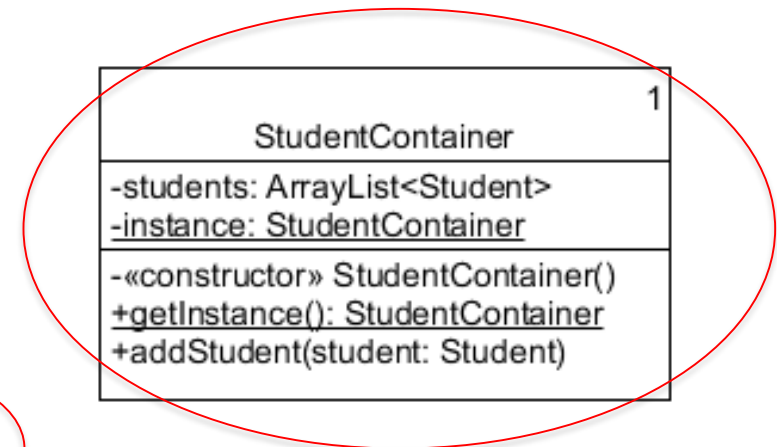 1
StudentContainer
-students: ArrayList<Student>
-instance: StudentContainer
-«constructor» StudentContainer()
+getInstance(): StudentContainer
+addStudent(student: Student)